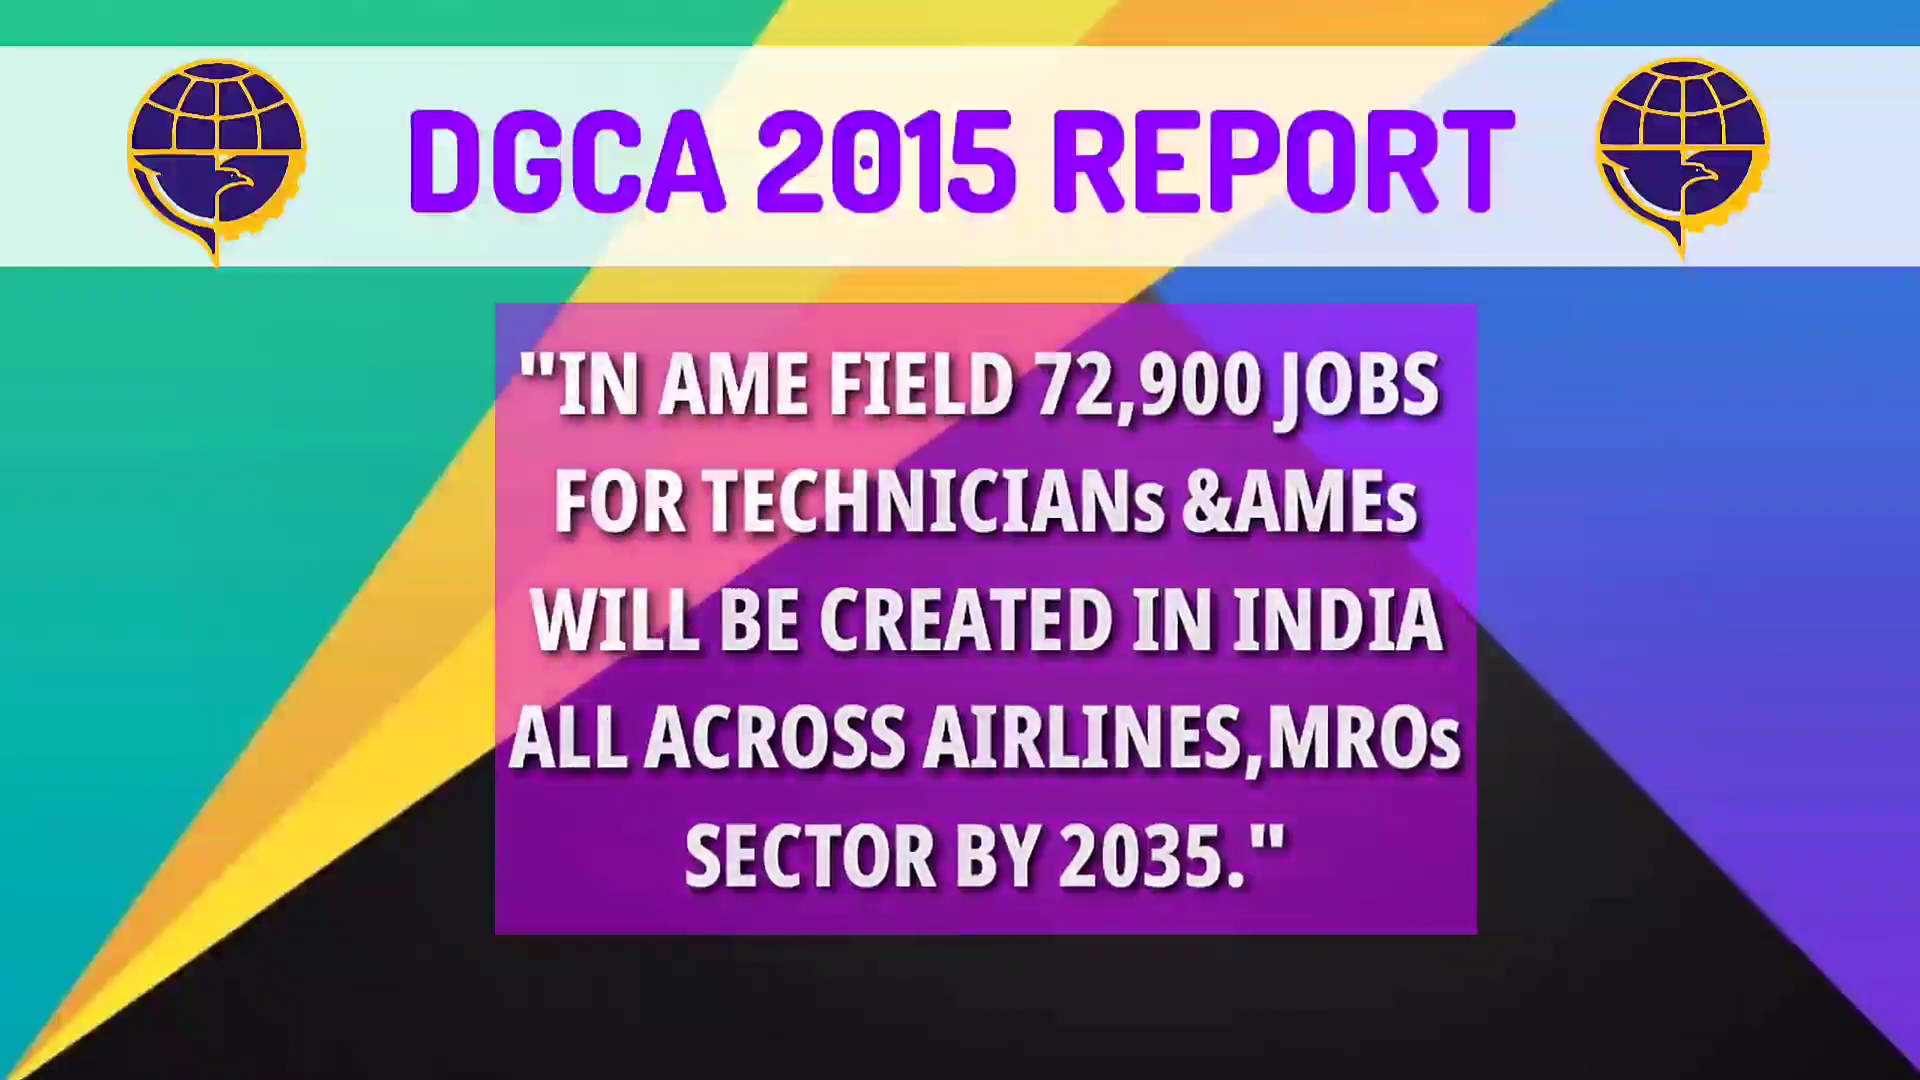 DGCA 2015 REPORT
"IN AME FIELD 72,900 JOBS
FOR TECHNICIANs &AMEs
WILL BE CREATED IN INDIA
ALL ACROSS AIRLINES,MROs
SECTOR BY 2035."